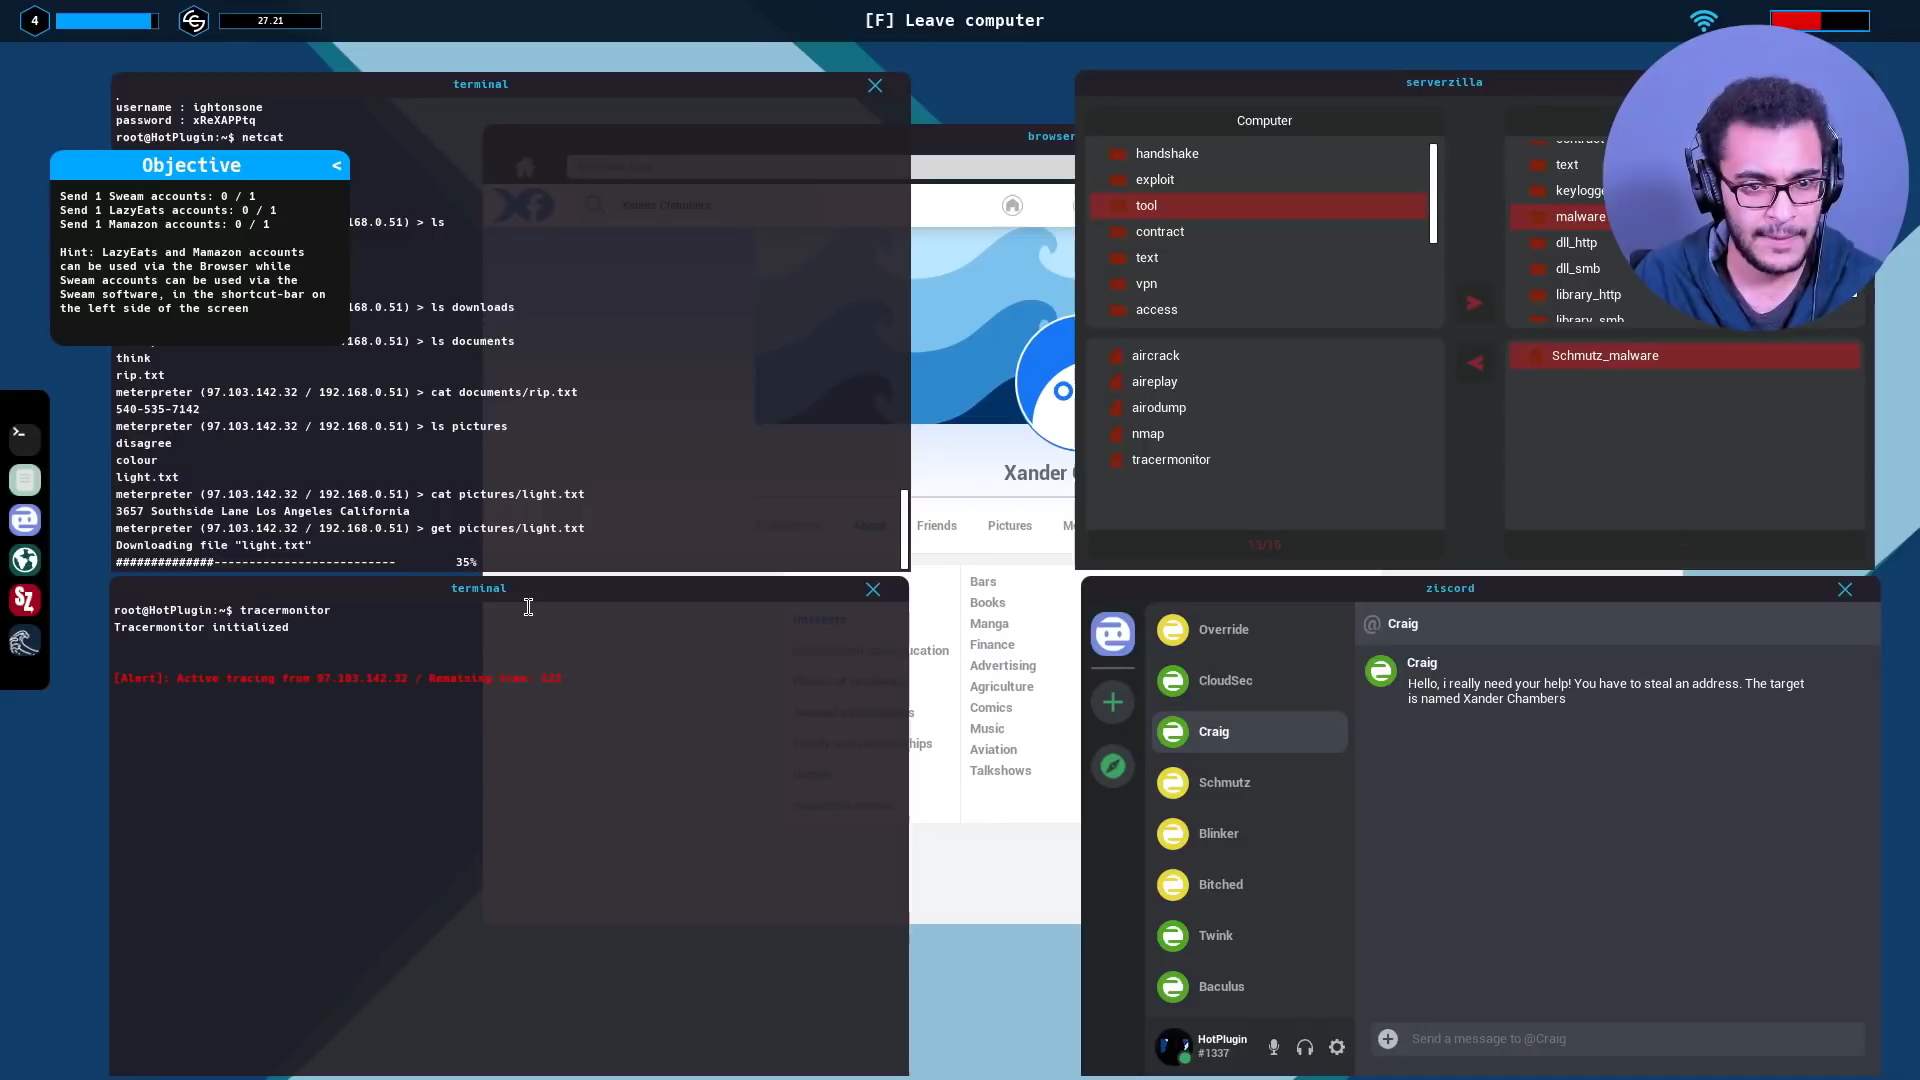 4
27.21
[F] Leave computer
terminal
username : ightonsone
password : xReXAPPtq
root@HotPlugin:~$ netcat
Objective
<
Send 1 Sweam accounts: 0 / 1
Send 1 LazyEats accounts: 0 / 1
Send 1 Mamazon accounts: 0 / 1
Hint: LazyEats and Mamazon accounts
can be used via the Browser while
Sweam accounts can be used via the
Sweam software, in the shortcut-bar on
the left side of the screen
.168.0.51) > ls
.168.0.51) > ls downloads
.168.0.51) > ls documents
think
rip.txt
meterpreter (97.103.142.32 / 192.168.0.51) > cat documents/rip.txt
540-535-7142
meterpreter (97.103.142.32 / 192.168.0.51) > ls pictures
disagree
colour
light.txt
meterpreter (97.103.142.32 / 192.168.0.51) > cat pictures/light.txt
3657 Southside Lane Los Angeles California
meterpreter (97.103.142.32 / 192.168.0.51) > get pictures/light.txt
Downloading file "light.txt"
##############-------------------------- 35%
browser
Xander Chambers
Xander
About
Friends
Pictures
Interests
Bars
Books
Manga
Finance
Advertising
Agriculture
Comics
Music
Aviation
Talkshows
serverzilla
Computer
handshake
exploit
tool
contract
text
vpn
access
aircrack
aireplay
airodump
nmap
tracermonitor
15/16
text
keylogge
malware
dll_http
dll_smb
library_http
library_smb
Schmutz_malware
terminal
root@HotPlugin:~$ tracermonitor
Tracermonitor initialized
[Alert]: Active tracing from 97.103.142.32 / Remaining time:
ziscord
Override
CloudSec
Craig
Schmutz
Blinker
Bitched
Twink
Baculus
HotPlugin
#1337
@ Craig
Craig
Hello, i really need your help! You have to steal an address. The target
is named Xander Chambers
Send a message to @Craig